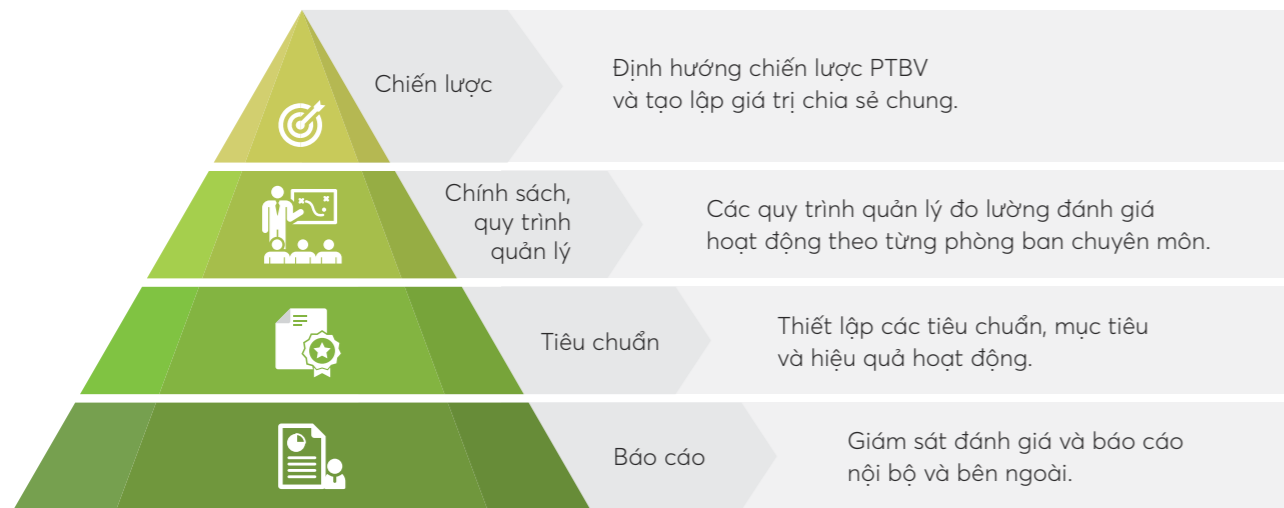 Chiến lược
Định hướng chiến lược PTBV
và tạo lập giá trị chia sẻ chung.
Chính sách,
quy trình
quản lý
Các quy trình quản lý đo lường đánh giá
hoạt động theo từng phòng ban chuyên môn.
Tiêu chuẩn
Thiết lập các tiêu chuẩn, mục tiêu
và hiệu quả hoạt động.
Báo cáo
Giám sát đánh giá và báo cáo
nội bộ và bên ngoài.